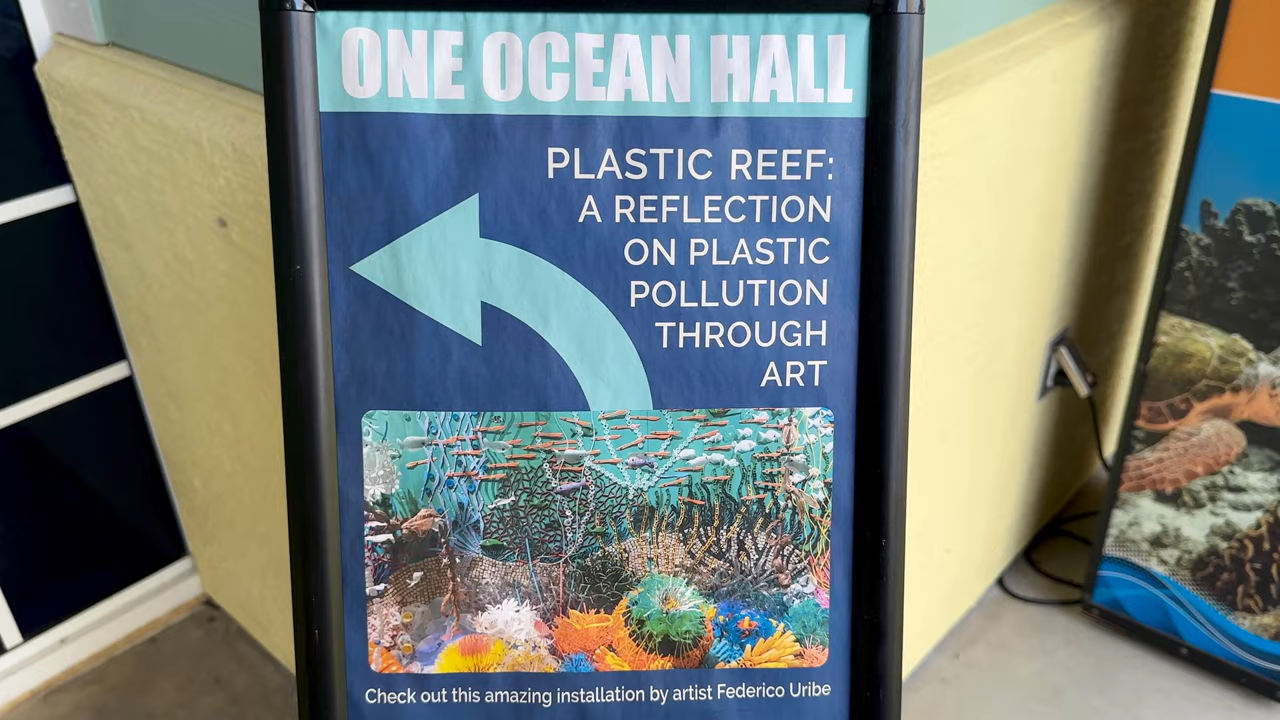 ONE OCEAN HALL
PLASTIC REEF:
A REFLECTION
ON PLASTIC
POLLUTION
THROUGH
ART
Check out this amazing installation by artist Federico Uribe